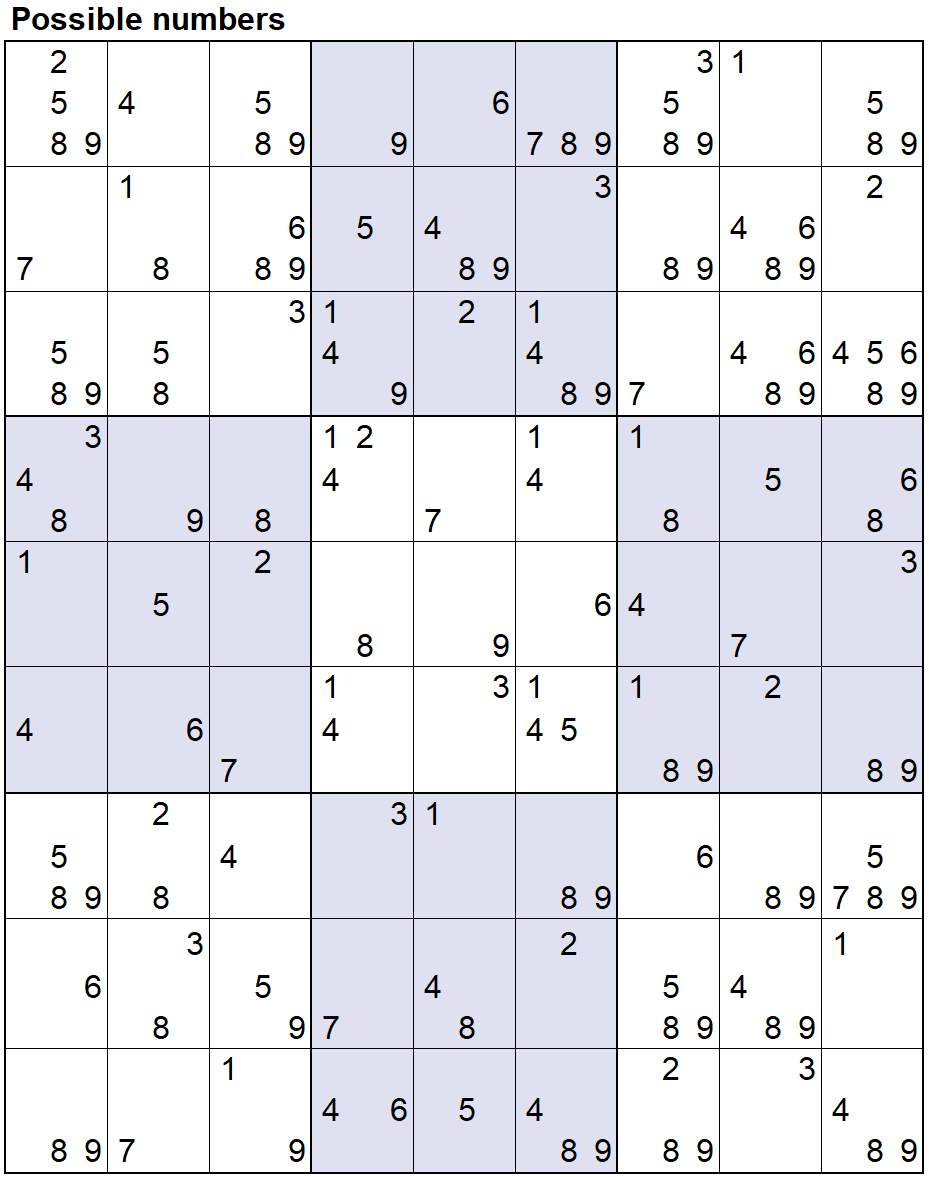 Possible numbers
2 3 1
5 4 5 6 5 5
8 9 8 9 9 7 8 9 8 9 8 9
1 3 2
6 5 4 4 6
7 8 8 9 8 9 8 9 8 9
3 1 2 1
5 5 4 4 4 6 4 5 6
8 9 8 9 8 9 7 8 9 8 9
3 1 2 1 1
4 4 4 5 6
8 9 8 7 8 8
1 2 3
5 6 4
8 9 7
1 3 1 1 2
4 6 4 4 5
7 8 9 8 9
2 3 1
5 4 6 5
8 9 8 8 9 8 9 7 8 9
3 2 1
6 5 4 5 4
8 9 7 8 8 9 8 9
1 2 3
4 6 5 4 4
8 9 7 9 8 9 8 9 8 9